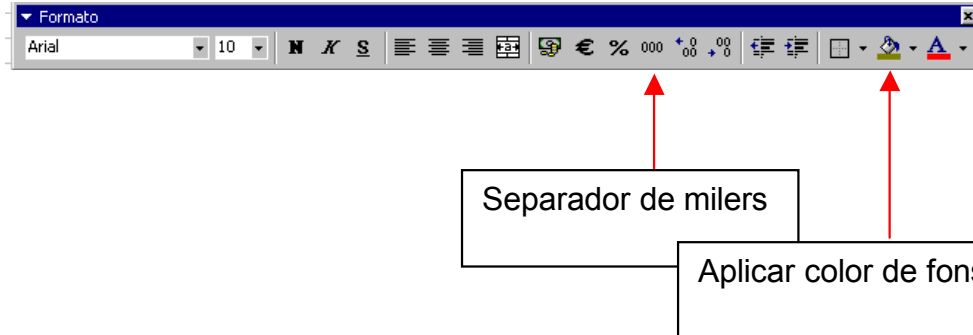 Formato
Arial 10 N K S € % 000
Separador de milers
Aplicar color de fons